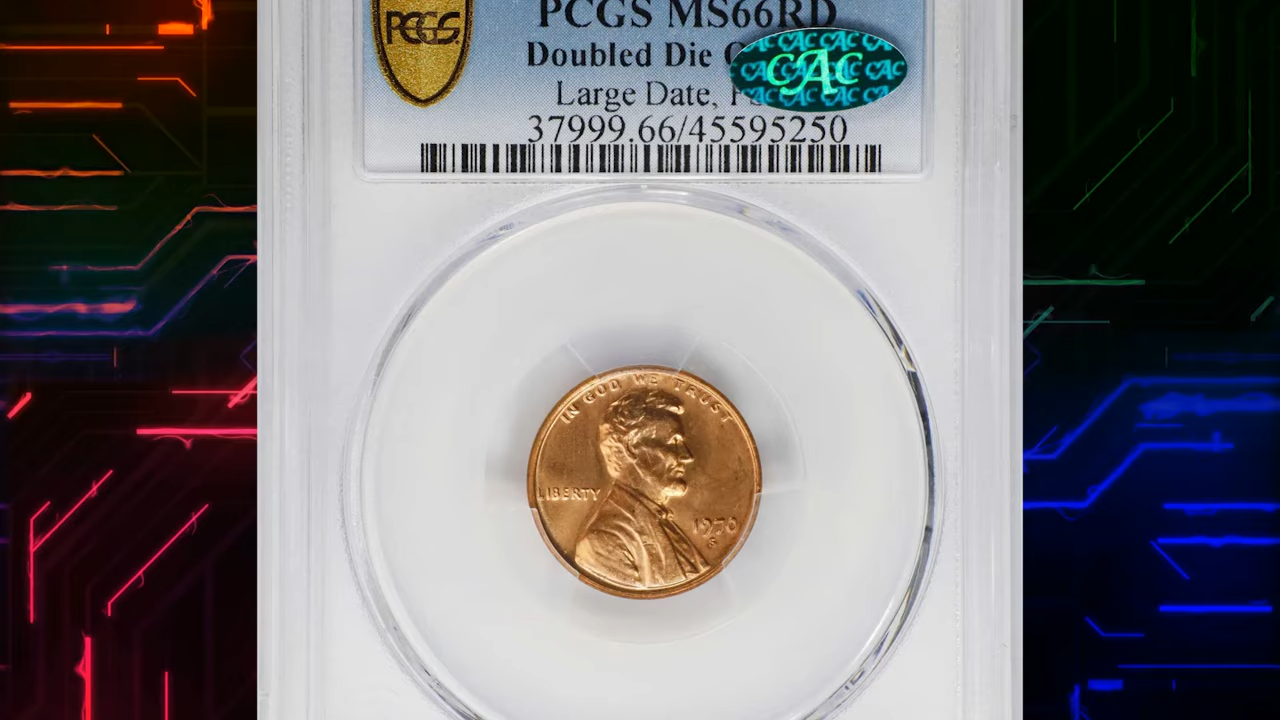 PCGS
PCGS MS66RD
Doubled Die
CAC
Large Date,
37999.66/45595250
IN GOD WE TRUST
LIBERTY
1970
S